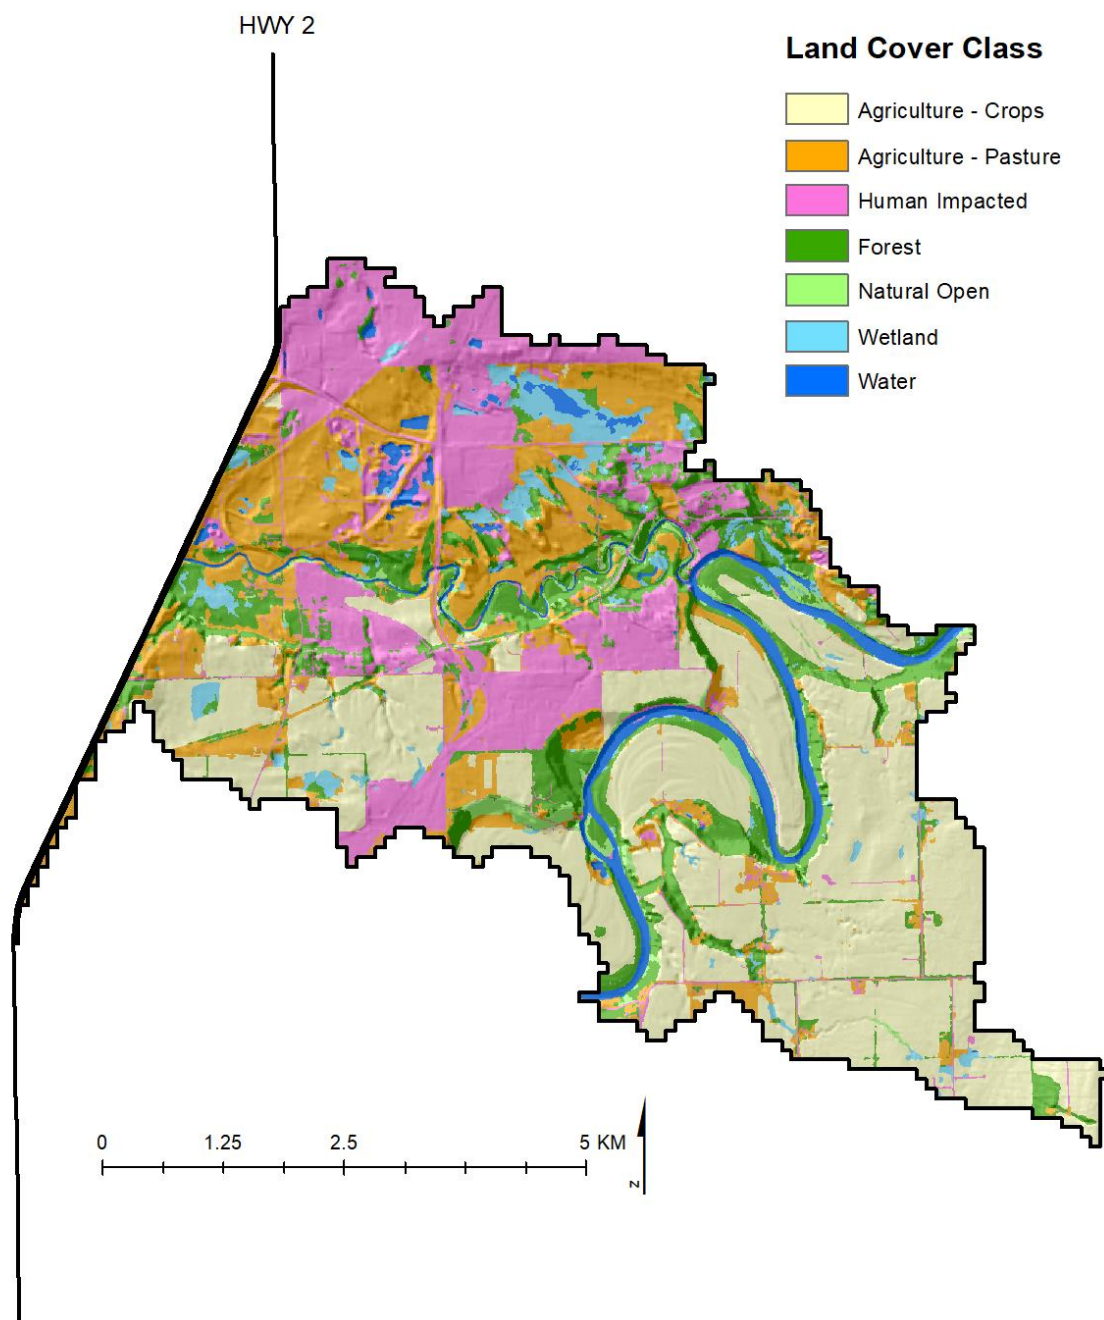 HWY 2
Land Cover Class
Agriculture - Crops
Agriculture - Pasture
Human Impacted
Forest
Natural Open
Wetland
Water
0 1.25 2.5 5 KM
N